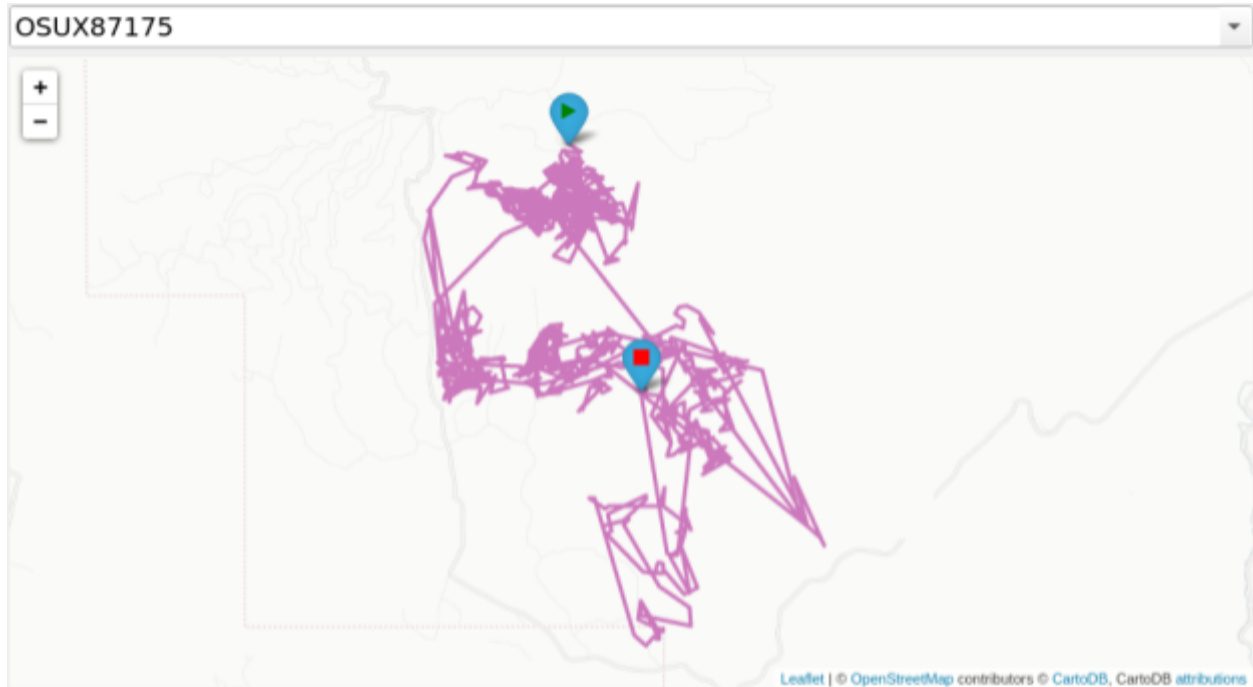 OSUX87175
+
−
Leaflet | © OpenStreetMap contributors © CartoDB, CartoDB attributions